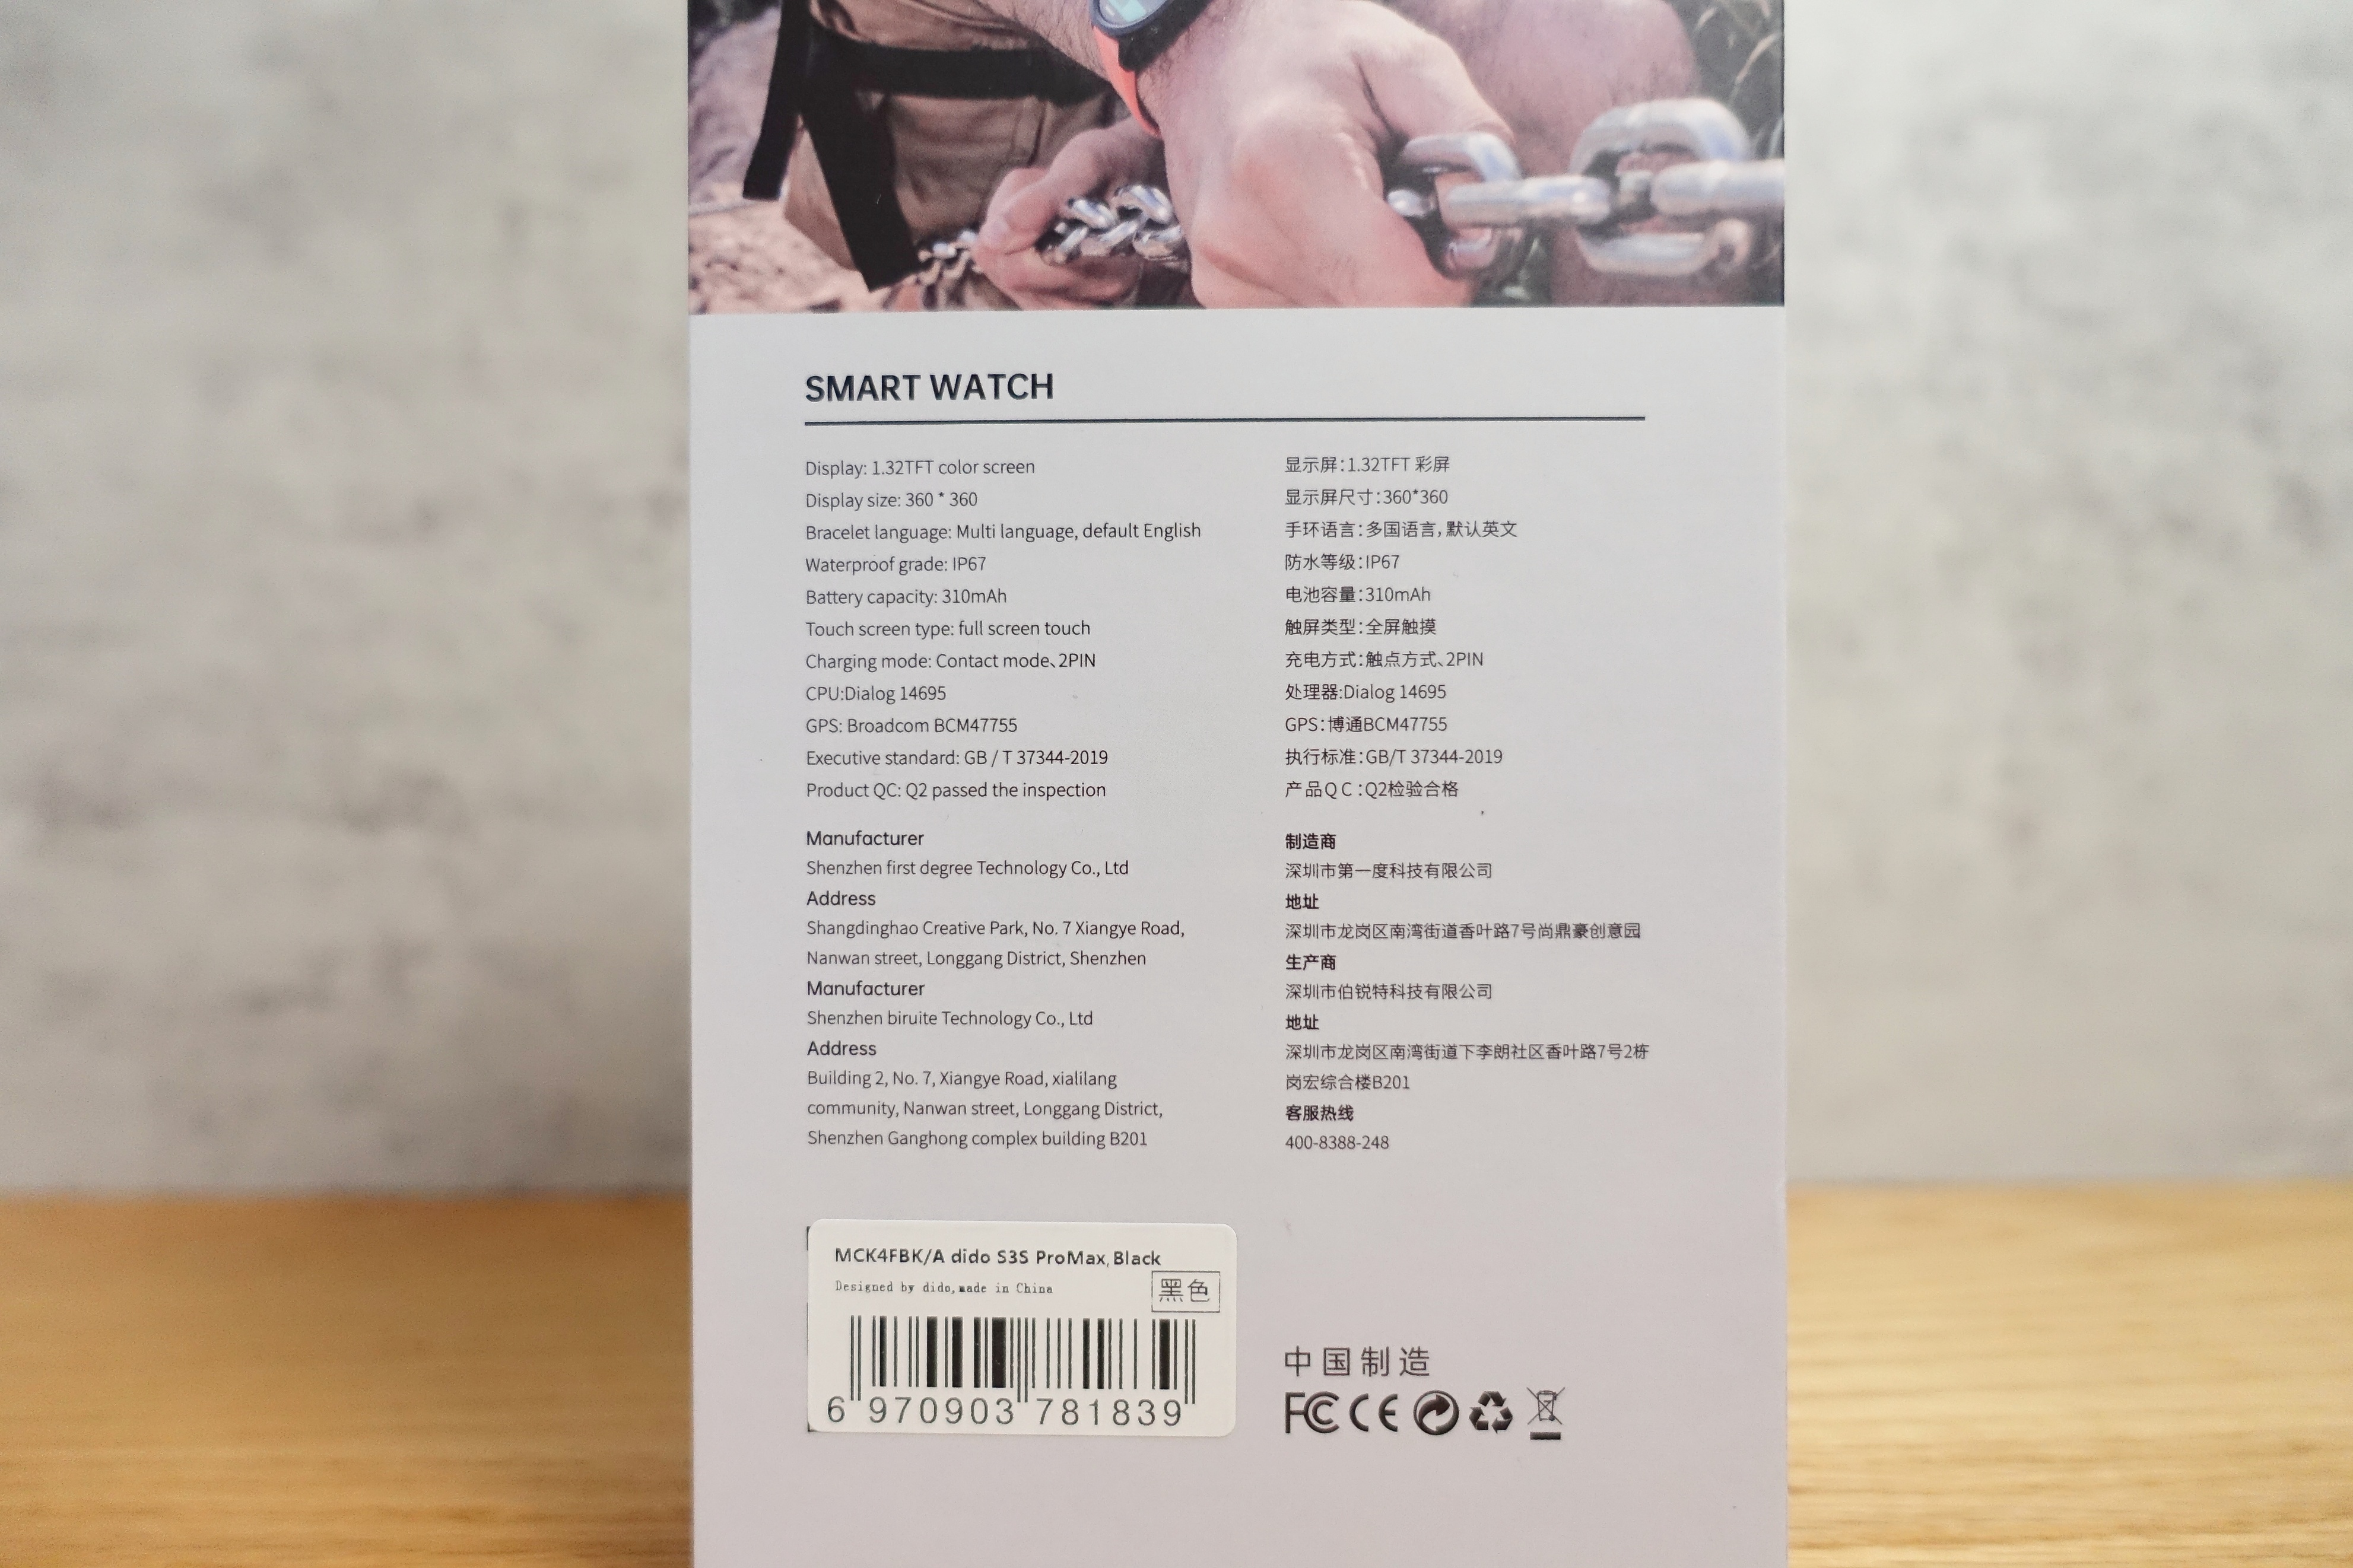 SMART WATCH
Display: 1.32TFT color screen
Display size: 360 * 360
Bracelet language: Multi language, default English
Waterproof grade: IP67
Battery capacity: 310mAh
Touch screen type: full screen touch
Charging mode: Contact mode、2PIN
CPU:Dialog 14695
GPS: Broadcom BCM47755
Executive standard: GB / T 37344-2019
Product QC: Q2 passed the inspection
Manufacturer
Shenzhen first degree Technology Co., Ltd
Address
Shangdinghao Creative Park, No. 7 Xiangye Road,
Nanwan street, Longgang District, Shenzhen
Manufacturer
Shenzhen biruite Technology Co., Ltd
Address
Building 2, No. 7, Xiangye Road, xialilang
community, Nanwan street, Longgang District,
Shenzhen Ganghong complex building B201
显示屏：1.32TFT 彩屏
显示屏尺寸：360*360
手环语言：多国语言，默认英文
防水等级：IP67
电池容量：310mAh
触屏类型：全屏触摸
充电方式：触点方式、2PIN
处理器:Dialog 14695
GPS：博通BCM47755
执行标准：GB/T 37344-2019
产品QC：Q2检验合格
制造商
深圳市第一度科技有限公司
地址
深圳市龙岗区南湾街道香叶路7号尚鼎豪创意园
生产商
深圳市伯锐特科技有限公司
地址
深圳市龙岗区南湾街道下李朗社区香叶路7号2栋
岗宏综合楼B201
客服热线
400-8388-248
MCK4FBK/A dido S3S ProMax,Black
Designed by dido,made in China
黑色
6 970903 781839
中国制造
FC CE